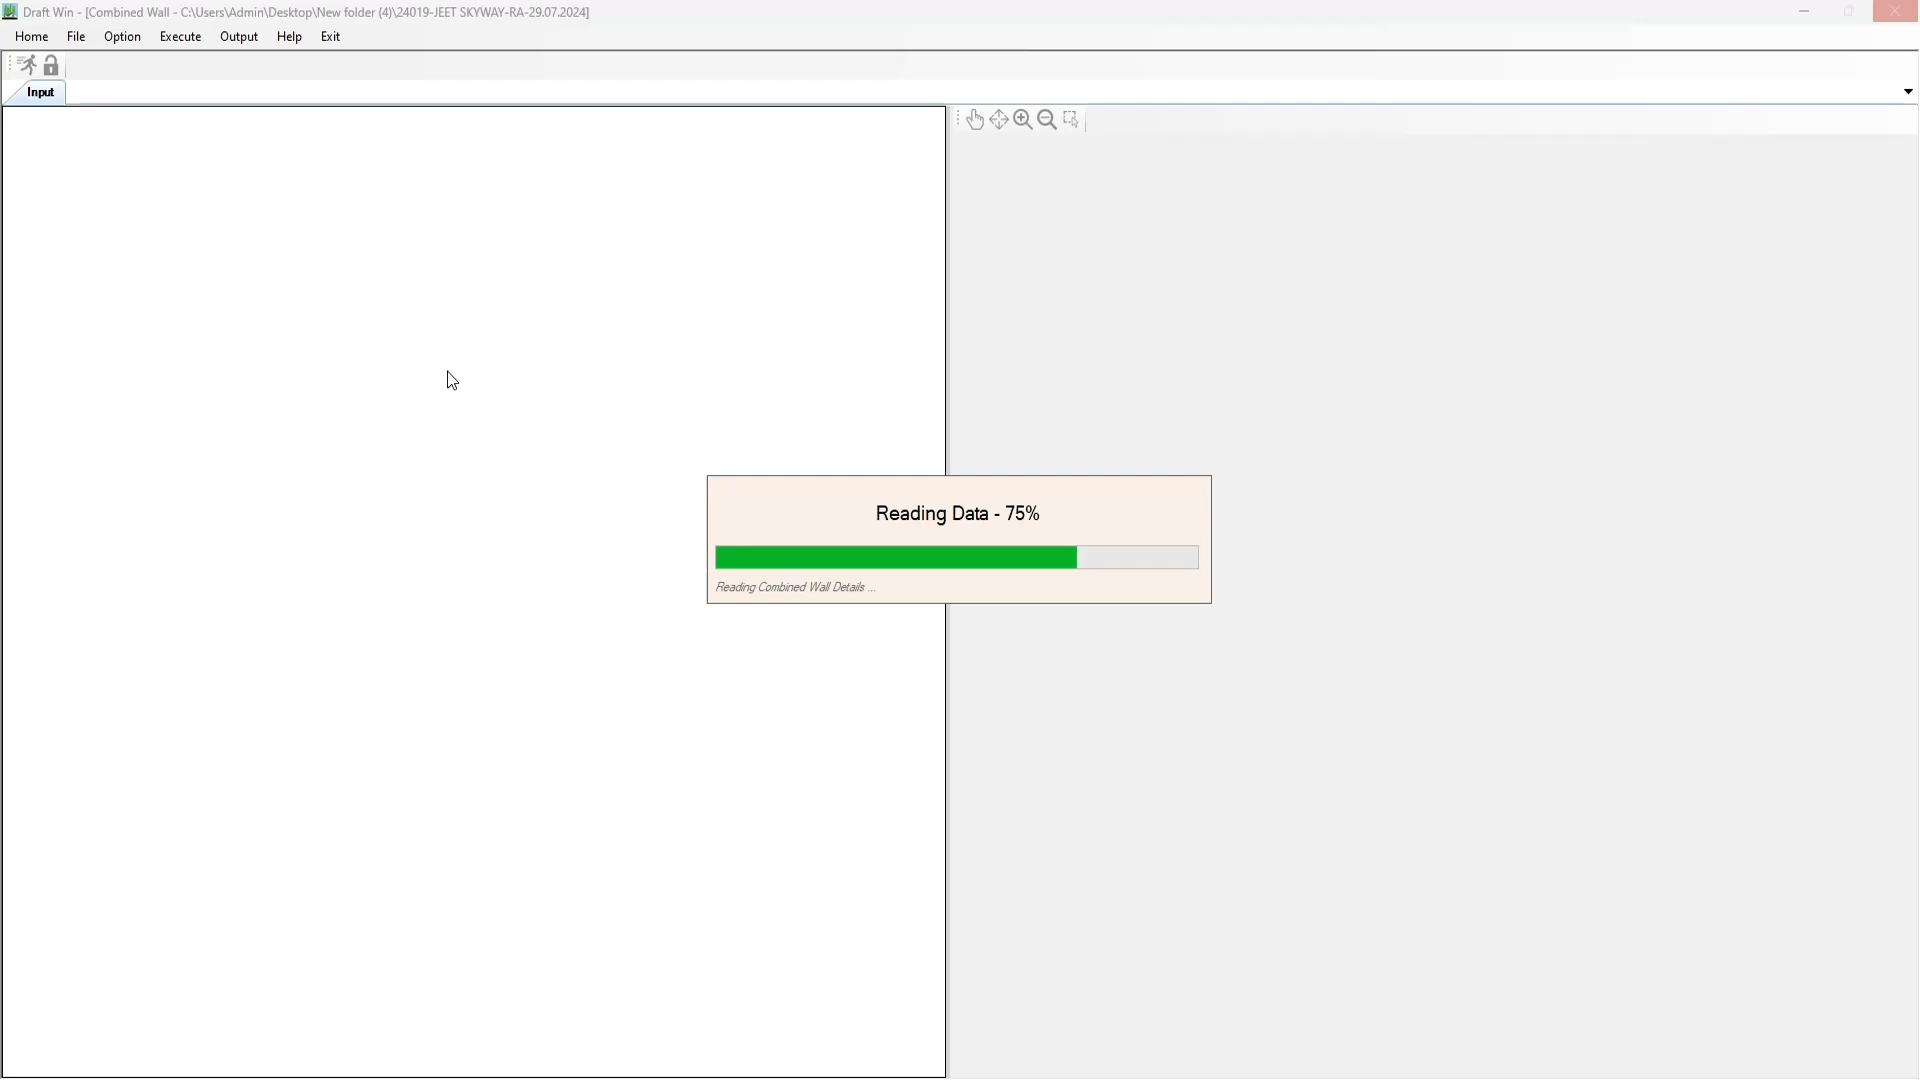 Draft Win - [Combined Wall - C:\Users\Admin\Desktop\New folder (4)\24019-JEET SKYWAY-RA-29.07.2024]
Home File Option Execute Output Help Exit
Input
Reading Data - 75%
Reading Combined Wall Details ...